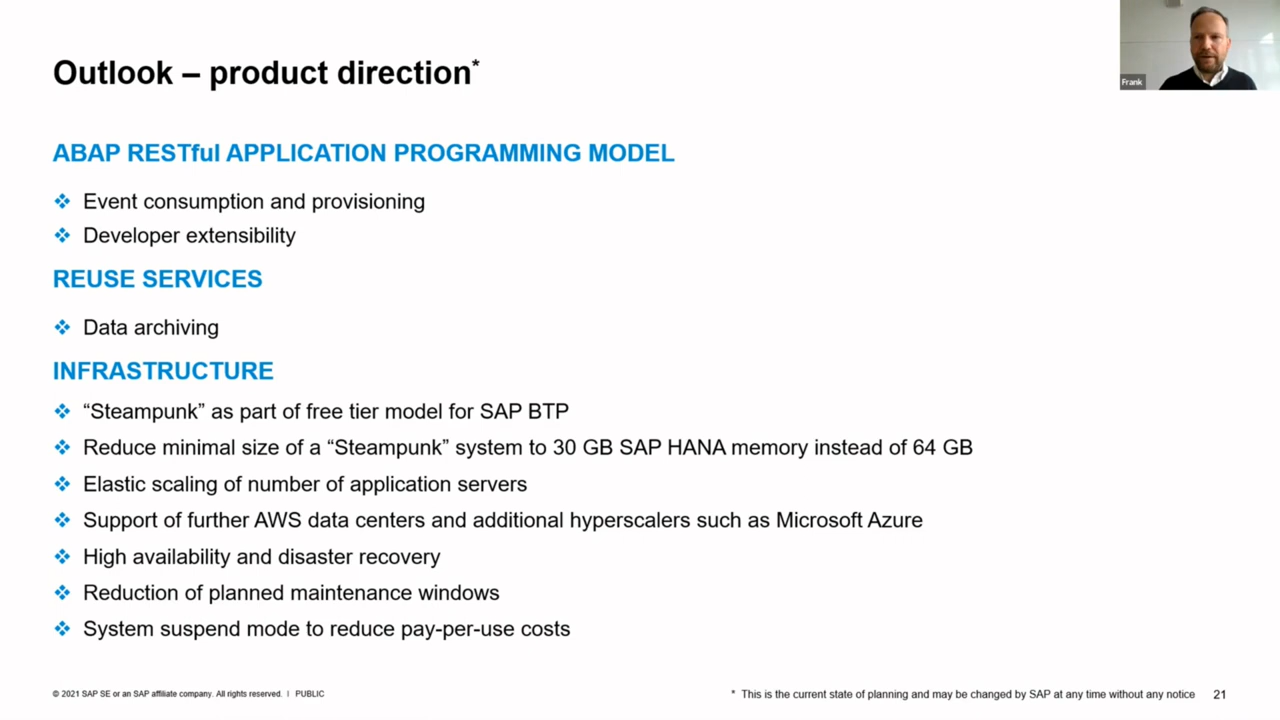 Outlook – product direction*
Frank
ABAP RESTful APPLICATION PROGRAMMING MODEL
❖ Event consumption and provisioning
❖ Developer extensibility
REUSE SERVICES
❖ Data archiving
INFRASTRUCTURE
❖ “Steampunk” as part of free tier model for SAP BTP
❖ Reduce minimal size of a “Steampunk” system to 30 GB SAP HANA memory instead of 64 GB
❖ Elastic scaling of number of application servers
❖ Support of further AWS data centers and additional hyperscalers such as Microsoft Azure
❖ High availability and disaster recovery
❖ Reduction of planned maintenance windows
❖ System suspend mode to reduce pay-per-use costs
© 2021 SAP SE or an SAP affiliate company. All rights reserved. I PUBLIC
* This is the current state of planning and may be changed by SAP at any time without any notice 21